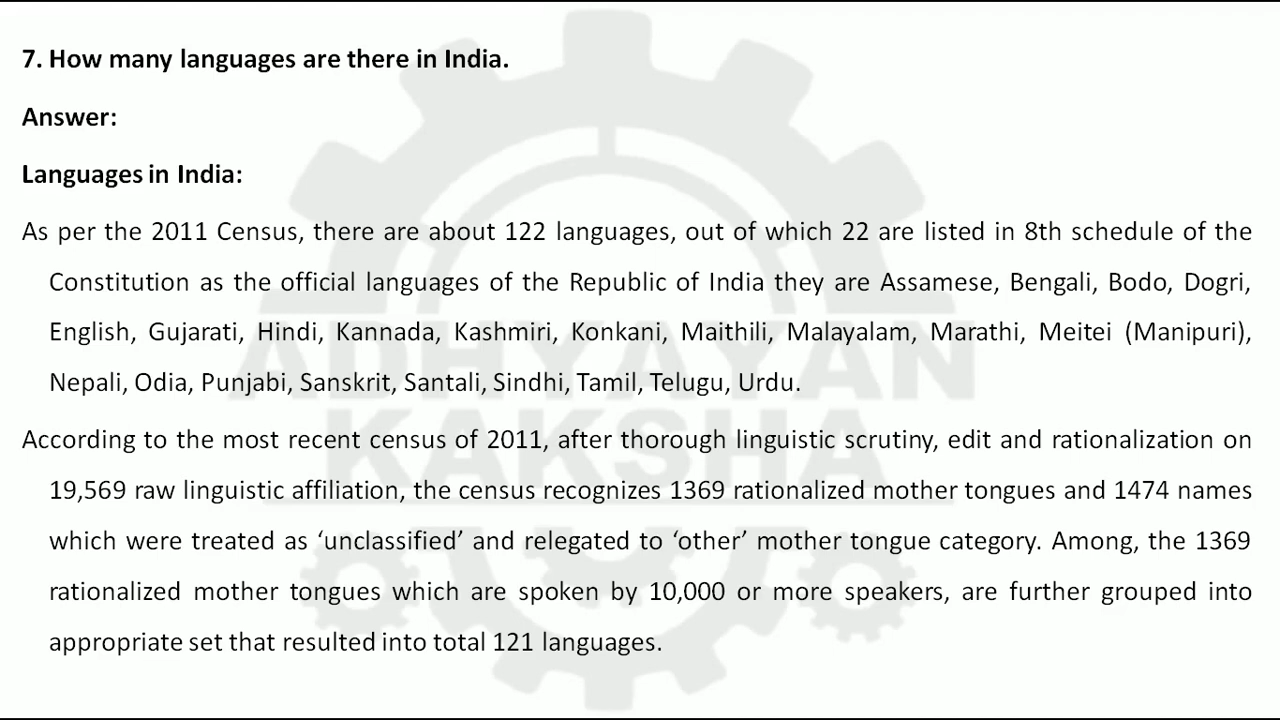 7. How many languages are there in India.
Answer:
Languages in India:
As per the 2011 Census, there are about 122 languages, out of which 22 are listed in 8th schedule of the
Constitution as the official languages of the Republic of India they are Assamese, Bengali, Bodo, Dogri,
English, Gujarati, Hindi, Kannada, Kashmiri, Konkani, Maithili, Malayalam, Marathi, Meitei (Manipuri),
Nepali, Odia, Punjabi, Sanskrit, Santali, Sindhi, Tamil, Telugu, Urdu.
According to the most recent census of 2011, after thorough linguistic scrutiny, edit and rationalization on
19,569 raw linguistic affiliation, the census recognizes 1369 rationalized mother tongues and 1474 names
which were treated as ‘unclassified’ and relegated to ‘other’ mother tongue category. Among, the 1369
rationalized mother tongues which are spoken by 10,000 or more speakers, are further grouped into
appropriate set that resulted into total 121 languages.
ADHYAYAN
KAKSHA